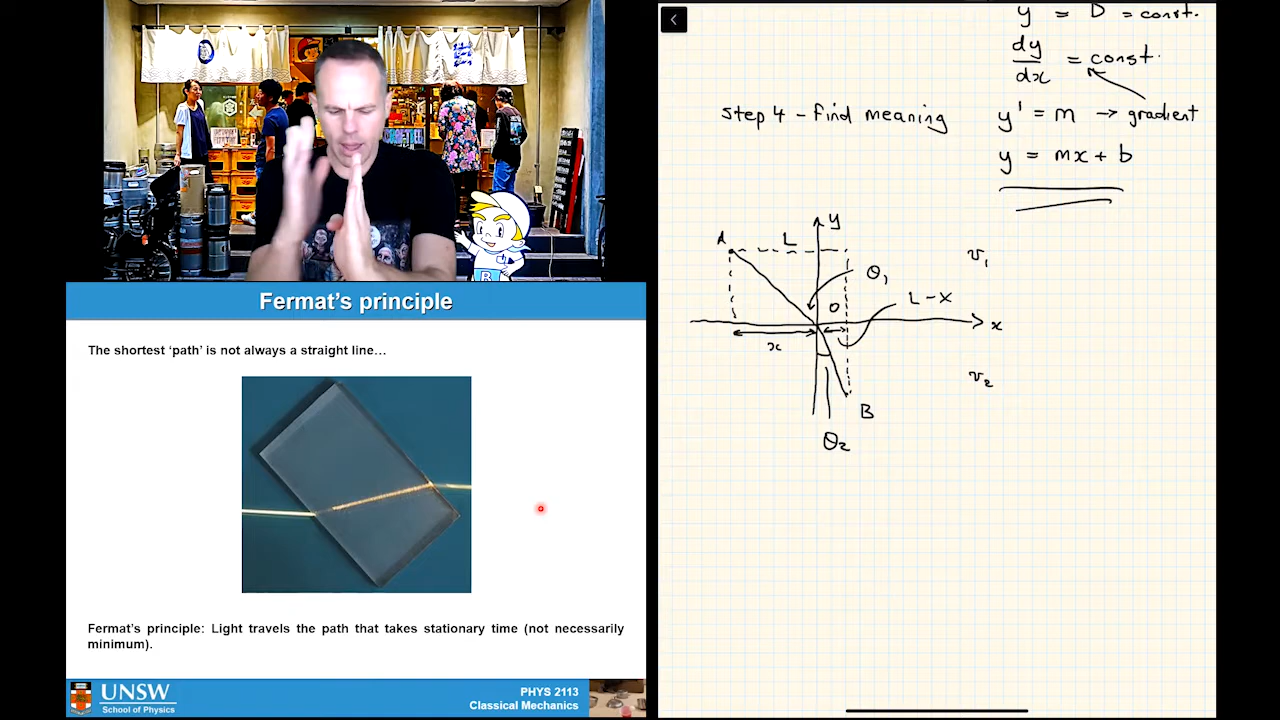 Fermat's principle
The shortest 'path' is not always a straight line…
Fermat's principle: Light travels the path that takes stationary time (not necessarily
minimum).
UNSW
School of Physics
PHYS 2113
Classical Mechanics
B
y = D = const.
dy
dx
= const.
step 4 - find meaning
y' = m → gradient
y = mx + b
y
A
L
v₁
θ₁
O
L-x
x
x
v₂
B
θ₂